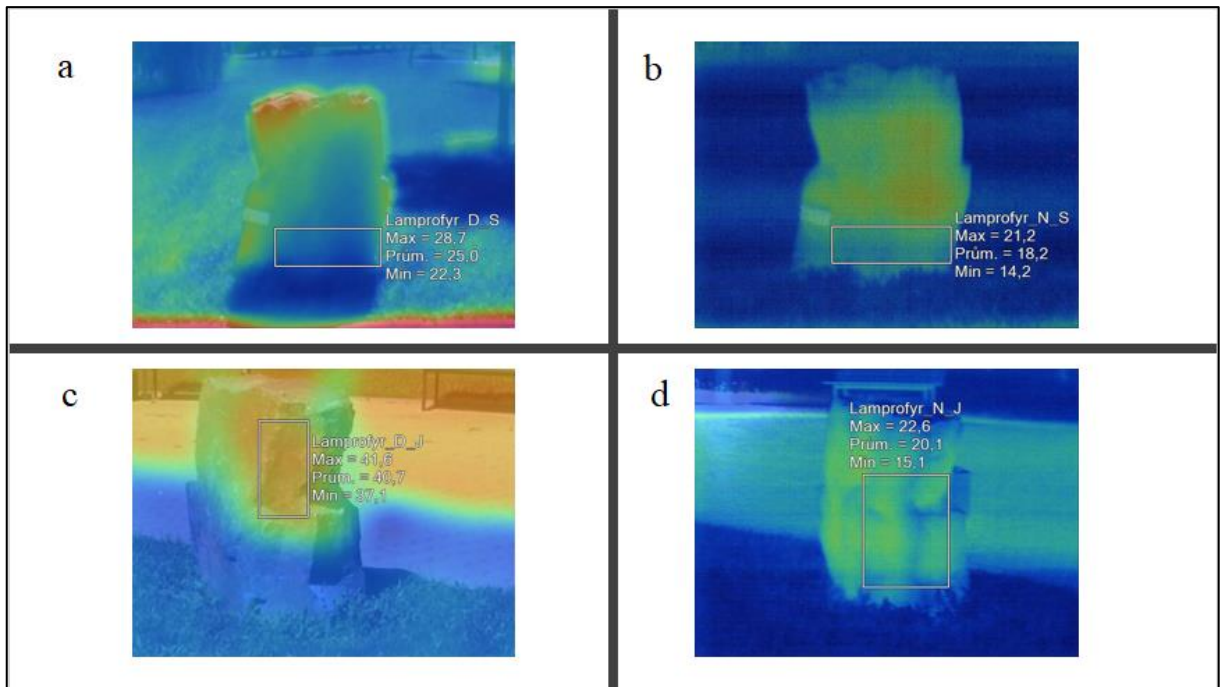 a
Lamprofyr_D_S
Max = 28,7
Prům. = 25,0
Min = 22,3
b
Lamprofyr_N_S
Max = 21,2
Prům. = 18,2
Min = 14,2
c
Lamprofyr_D_J
Max = 41,6
Prům. = 40,7
Min = 37,1
d
Lamprofyr_N_J
Max = 22,6
Prům. = 20,1
Min = 15,1